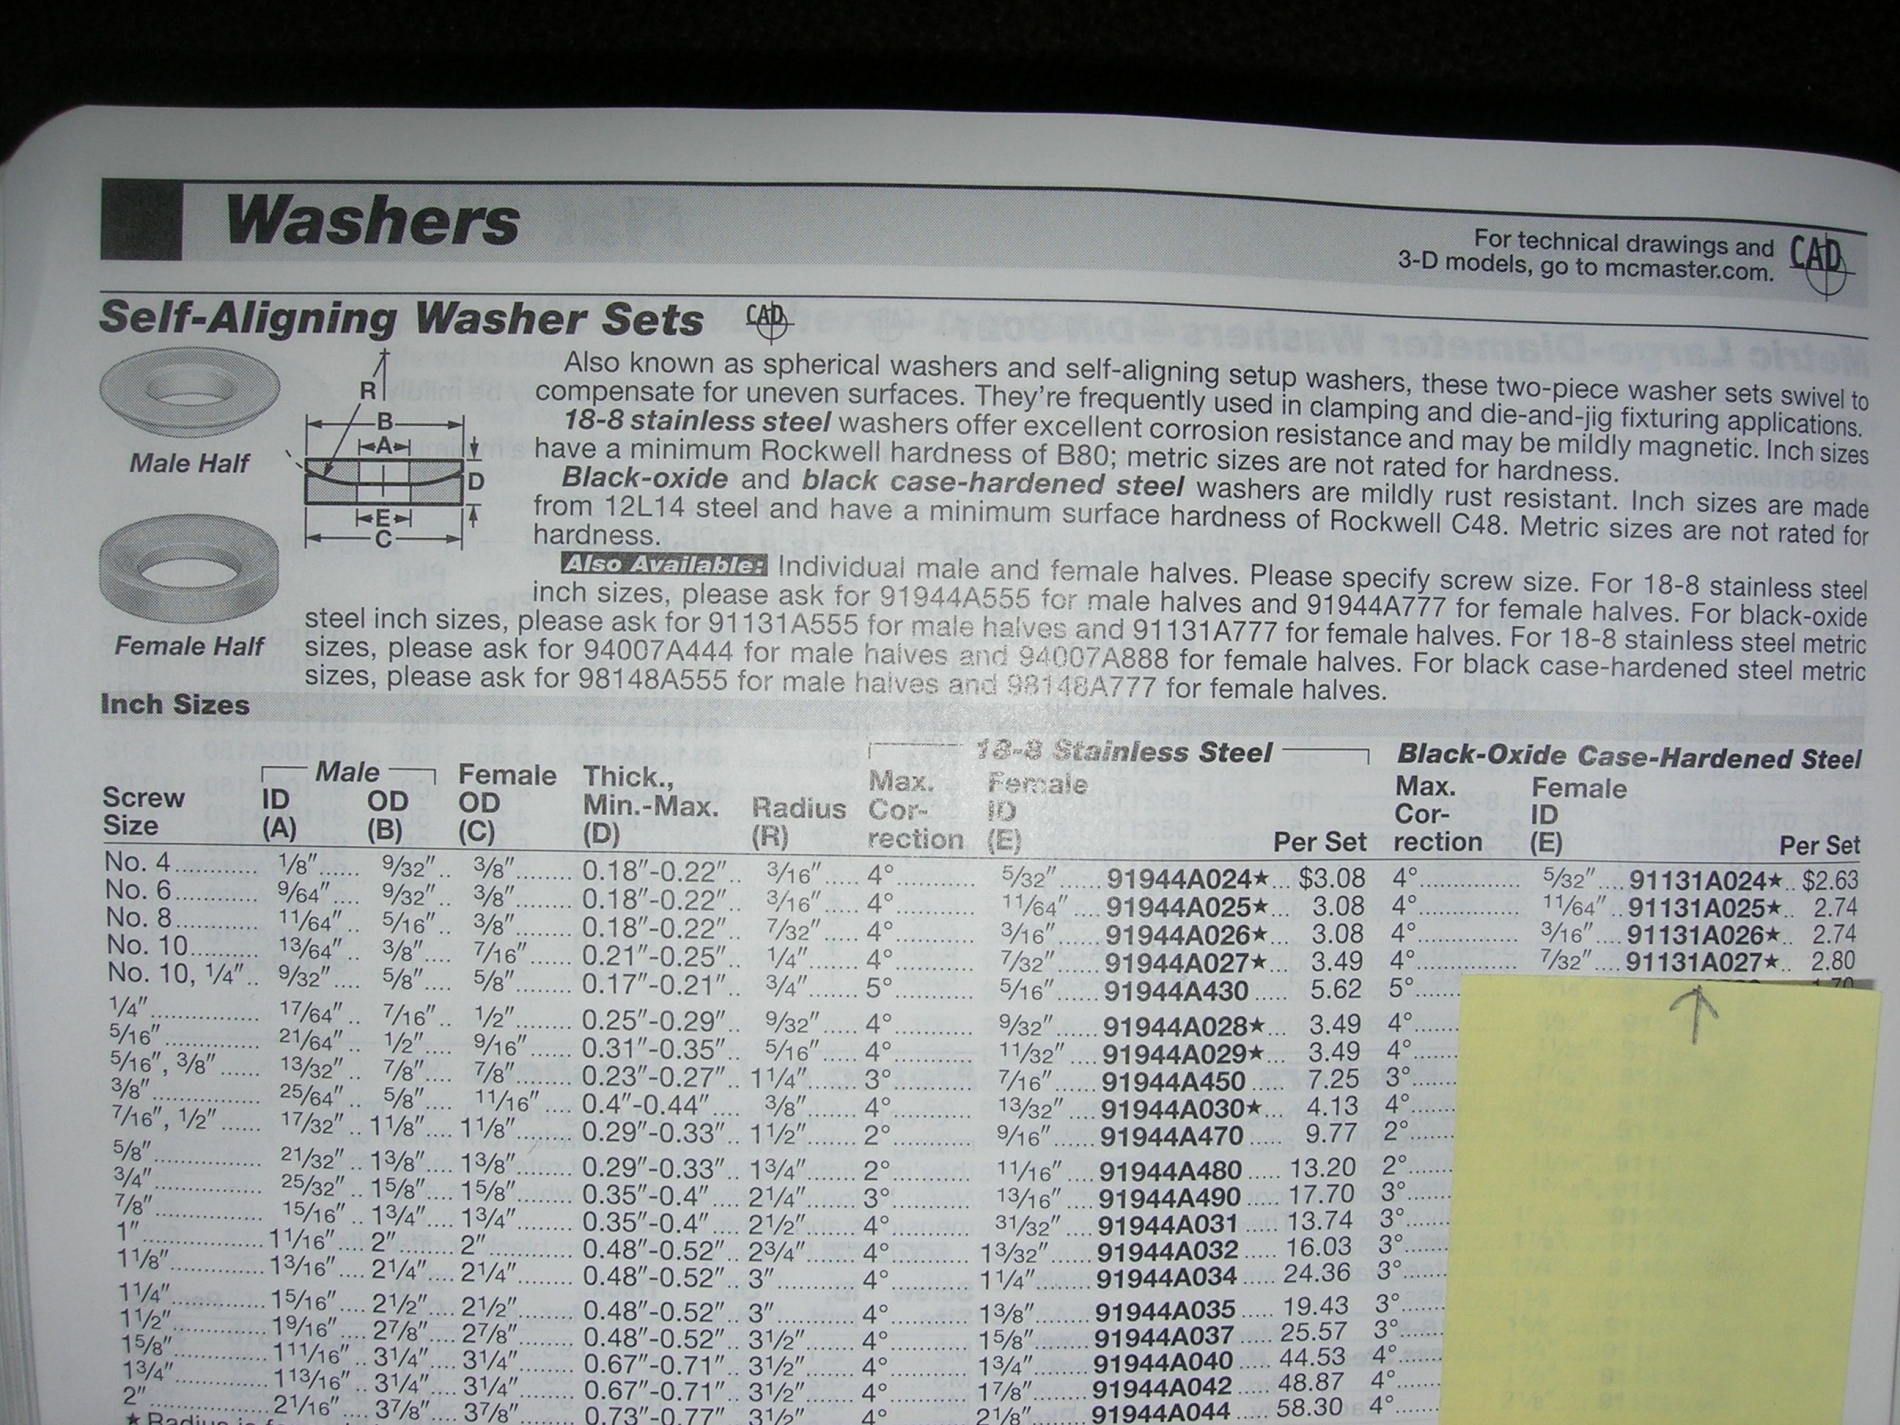 Washers
For technical drawings and
3-D models, go to mcmaster.com.
CAD
Self-Aligning Washer Sets CAD
Male Half
Female Half
R
B
A
D
E
C
Also known as spherical washers and self-aligning setup washers, these two-piece washer sets swivel to
compensate for uneven surfaces. They're frequently used in clamping and die-and-jig fixturing applications.
18-8 stainless steel washers offer excellent corrosion resistance and may be mildly magnetic. Inch sizes
have a minimum Rockwell hardness of B80; metric sizes are not rated for hardness.
Black-oxide and black case-hardened steel washers are mildly rust resistant. Inch sizes are made
from 12L14 steel and have a minimum surface hardness of Rockwell C48. Metric sizes are not rated for
hardness.
Also Available: Individual male and female halves. Please specify screw size. For 18-8 stainless steel
inch sizes, please ask for 91944A555 for male halves and 91944A777 for female halves. For black-oxide
steel inch sizes, please ask for 91131A555 for male halves and 91131A777 for female halves. For 18-8 stainless steel metric
sizes, please ask for 94007A444 for male halves and 94007A888 for female halves. For black case-hardened steel metric
sizes, please ask for 98148A555 for male halves and 98148A777 for female halves.
Inch Sizes
18-8 Stainless Steel Black-Oxide Case-Hardened Steel
Male Female Thick., Max. Female Max. Female
Screw ID OD OD Min.-Max. Radius Cor- ID Cor- ID
Size (A) (B) (C) (D) (R) rection (E) Per Set rection (E) Per Set
No. 4 1/8" 9/32" 3/8" 0.18"-0.22" 3/16" 4° 5/32" 91944A024★ $3.08 4° 5/32" 91131A024★ $2.63
No. 6 9/64" 9/32" 3/8" 0.18"-0.22" 3/16" 4° 11/64" 91944A025★ 3.08 4° 11/64" 91131A025★ 2.74
No. 8 11/64" 5/16" 3/8" 0.18"-0.22" 7/32" 4° 3/16" 91944A026★ 3.08 4° 3/16" 91131A026★ 2.74
No. 10 13/64" 3/8" 7/16" 0.21"-0.25" 1/4" 4° 7/32" 91944A027★ 3.49 4° 7/32" 91131A027★ 2.80
No. 10, 1/4" 9/32" 5/8" 5/8" 0.17"-0.21" 3/4" 5° 5/16" 91944A430 5.62 5°
1/4" 17/64" 7/16" 1/2" 0.25"-0.29" 9/32" 4° 9/32" 91944A028★ 3.49 4°
5/16" 21/64" 1/2" 9/16" 0.31"-0.35" 5/16" 4° 11/32" 91944A029★ 3.49 4°
5/16", 3/8" 13/32" 7/8" 7/8" 0.23"-0.27" 1 1/4" 3° 7/16" 91944A450 7.25 3°
3/8" 25/64" 5/8" 11/16" 0.4"-0.44" 3/8" 4° 13/32" 91944A030★ 4.13 4°
7/16", 1/2" 17/32" 1 1/8" 1 1/8" 0.29"-0.33" 1 1/2" 2° 9/16" 91944A470 9.77 2°
5/8" 21/32" 1 3/8" 1 3/8" 0.29"-0.33" 1 3/4" 2° 11/16" 91944A480 13.20 2°
3/4" 25/32" 1 5/8" 1 5/8" 0.35"-0.4" 2 1/4" 3° 13/16" 91944A490 17.70 3°
7/8" 15/16" 1 3/4" 1 3/4" 0.35"-0.4" 2 1/2" 4° 31/32" 91944A031 13.74 3°
1" 1 1/16" 2" 2" 0.48"-0.52" 2 3/4" 4° 1 3/32" 91944A032 16.03 3°
1 1/8" 1 3/16" 2 1/4" 2 1/4" 0.48"-0.52" 3" 4° 1 1/4" 91944A034 24.36 3°
1 1/4" 1 5/16" 2 1/2" 2 1/2" 0.48"-0.52" 3" 4° 1 3/8" 91944A035 19.43 3°
1 1/2" 1 9/16" 2 7/8" 2 7/8" 0.48"-0.52" 3 1/2" 4° 1 5/8" 91944A037 25.57 3°
1 5/8" 1 11/16" 3 1/4" 3 1/4" 0.67"-0.71" 3 1/2" 4° 1 3/4" 91944A040 44.53 4°
1 3/4" 1 13/16" 3 1/4" 3 1/4" 0.67"-0.71" 3 1/2" 4° 1 7/8" 91944A042 48.87 4°
2" 2 1/16" 3 7/8" 3 7/8" 0.73"-0.77" 3 1/2" 4° 2 1/8" 91944A044 58.30 4°
★ Radius is